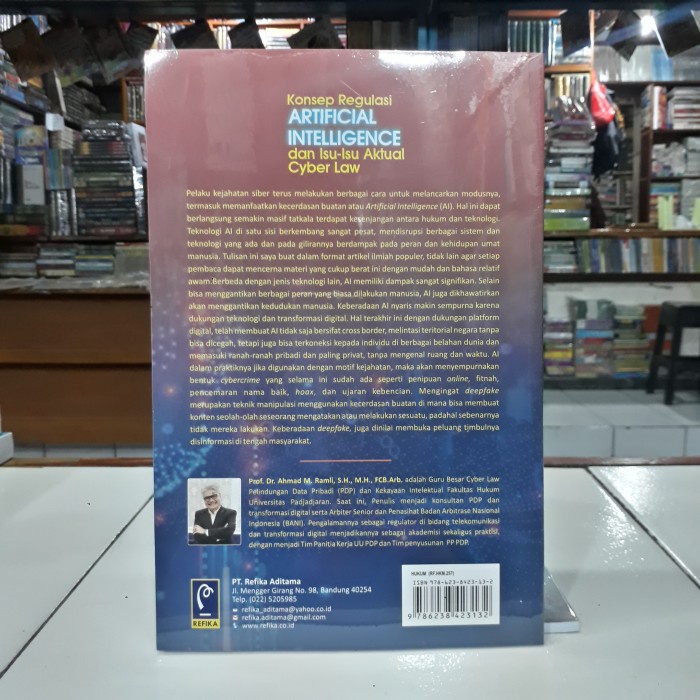 Konsep Regulasi
ARTIFICIAL
INTELLIGENCE
dan Isu-Isu Aktual
Cyber Law
Pelaku kejahatan siber terus melakukan berbagai cara untuk melancarkan modusnya,
termasuk memanfaatkan kecerdasan buatan atau Artificial Intelligence (AI). Hal ini dapat
berlangsung semakin masif tatkala terdapat kesenjangan antara hukum dan teknologi.
Teknologi AI di satu sisi berkembang sangat pesat, mendisrupsi berbagai sistem dan
teknologi yang ada dan pada gilirannya berdampak pada peran dan kehidupan umat
manusia. Tulisan ini saya buat dalam format artikel ilmiah populer, tidak lain agar setiap
pembaca dapat mencerna materi yang cukup berat ini dengan mudah dan bahasa relatif
awam.Berbeda dengan jenis teknologi lain, AI memiliki dampak sangat signifikan. Selain
bisa menggantikan berbagai peran yang biasa dilakukan manusia, AI juga dikhawatirkan
akan menggantikan kedudukan manusia. Keberadaan AI nyaris makin sempurna karena
dukungan teknologi dan transformasi digital. Hal terakhir ini dengan dukungan platform
digital, telah membuat AI tidak saja bersifat cross border, melintasi teritorial negara tanpa
bisa dicegah, tetapi juga bisa terkoneksi kepada individu di berbagai belahan dunia dan
memasuki ranah-ranah pribadi dan paling privat, tanpa mengenal ruang dan waktu. AI
dalam praktiknya jika digunakan dengan motif kejahatan, maka akan menyempurnakan
bentuk cybercrime yang selama ini sudah ada seperti penipuan online, fitnah,
pencemaran nama baik, hoax, dan ujaran kebencian. Mengingat deepfake
merupakan teknik manipulasi menggunakan kecerdasan buatan di mana bisa membuat
konten seolah-olah seseorang mengatakan atau melakukan sesuatu, padahal sebenarnya
tidak mereka lakukan. Keberadaan deepfake, juga dinilai membuka peluang timbulnya
disinformasi di tengah masyarakat.
Prof. Dr. Ahmad M. Ramli, S.H., M.H., FCB.Arb. adalah Guru Besar Cyber Law
Pelindungan Data Pribadi (PDP) dan Kekayaan Intelektual Fakultas Hukum
Universitas Padjadjaran. Saat ini, Penulis menjadi konsultan PDP dan
transformasi digital serta Arbiter Senior dan Penasihat Badan Arbitrase Nasional
Indonesia (BANI). Pengalamannya sebagai regulator di bidang telekomunikasi
dan transformasi digital menjadikannya sebagai akademisi sekaligus praktisi,
dengan menjadi Tim Panitia Kerja UU PDP dan Tim penyusunan PP PDP.
REFIKA
PT. Refika Aditama
Jl. Mengger Girang No. 98, Bandung 40254
Telp. (022) 5205985
refika_aditama@yahoo.co.id
refika.aditama@gmail.com
www.refika.co.id
HUKUM (RF.HKM.237)
ISBN 978-623-8423-13-2
9 786238 423132